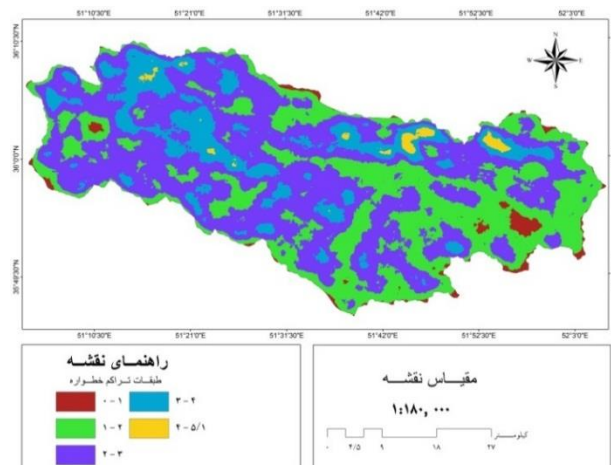 51°10'30"E 51°21'0"E 51°31'30"E 51°42'0"E 51°52'30"E 52°3'0"E
36°10'30"N
36°0'0"N
35°49'30"N
N
W E
S
51°10'30"E 51°21'0"E 51°31'30"E 51°42'0"E 51°52'30"E 52°3'0"E
راهنمای نقشه
طبقات تراکم خطواره
۰ - ۱
۱ - ۲
۲ - ۳
۳ - ۴
۴ - ۵/۱
مقیاس نقشه
۱:۱۸۰,۰۰۰
کیلومتر
۰ ۴/۵ ۹ ۱۸ ۲۷